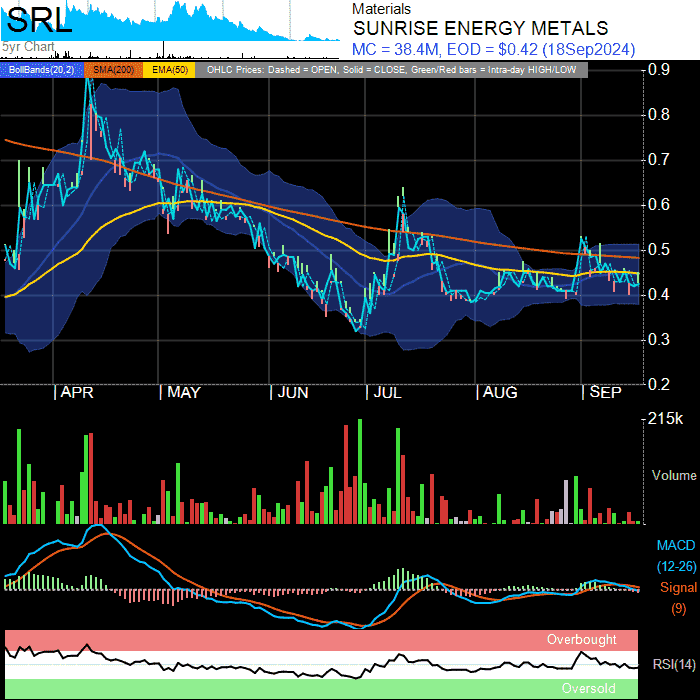 SRL
5yr Chart
Materials
SUNRISE ENERGY METALS
MC = 38.4M, EOD = $0.42 (18Sep2024)
BollBands(20,2) SMA(200) EMA(50) OHLC Prices: Dashed = OPEN, Solid = CLOSE, Green/Red bars = Intra-day HIGH/LOW
0.9
0.8
0.7
0.6
0.5
0.4
0.3
0.2
APR MAY JUN JUL AUG SEP
215k
Volume
MACD
(12-26)
Signal
(9)
Overbought
RSI(14)
Oversold